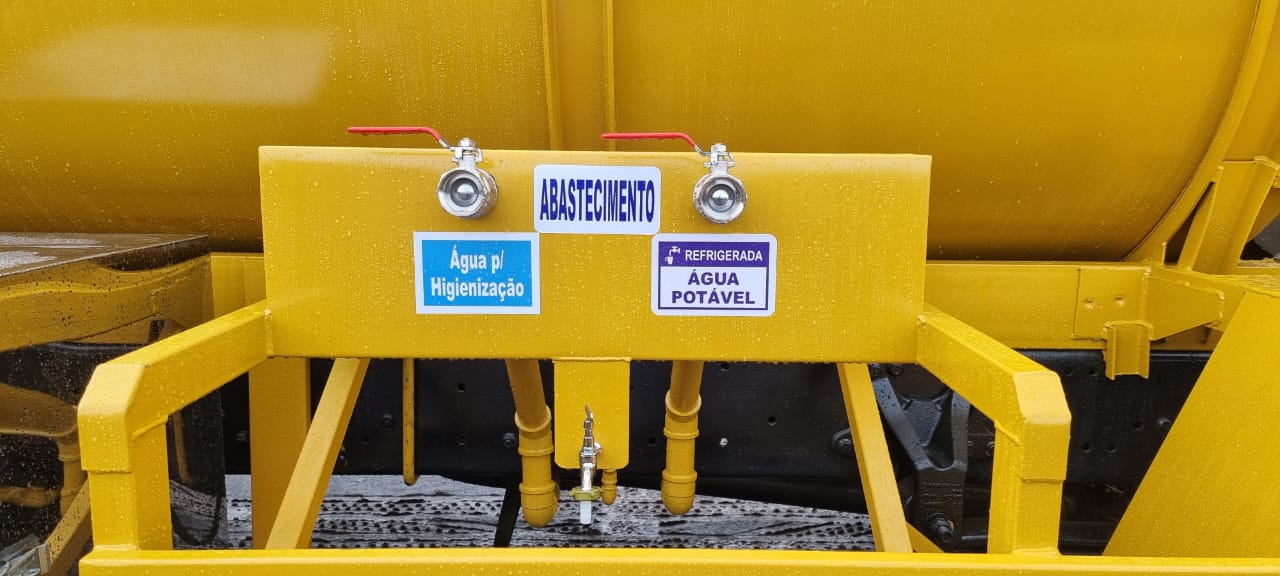 ABASTECIMENTO
Água p/
Higienização
REFRIGERADA
ÁGUA
POTÁVEL